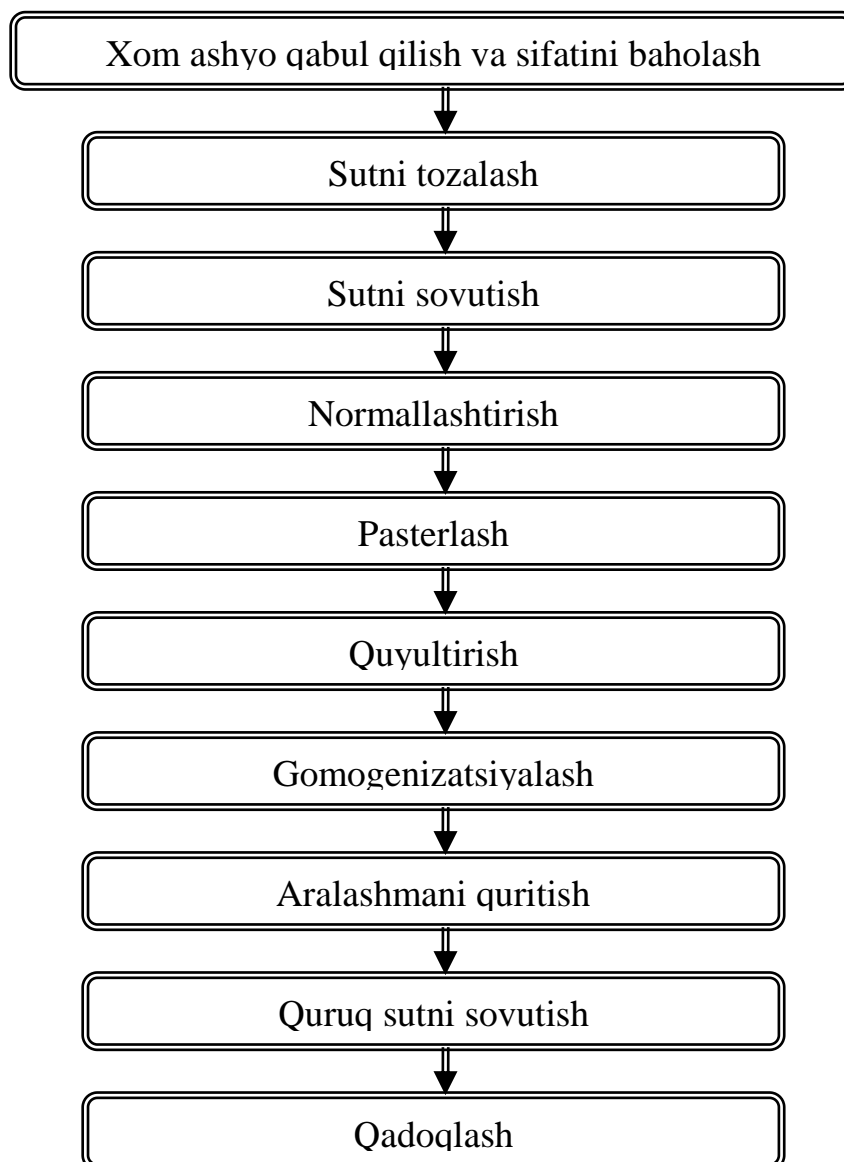 Xom ashyo qabul qilish va sifatini baholash
Sutni tozalash
Sutni sovutish
Normallashtirish
Pasterlash
Quyultirish
Gomogenizatsiyalash
Aralashmani quritish
Quruq sutni sovutish
Qadoqlash